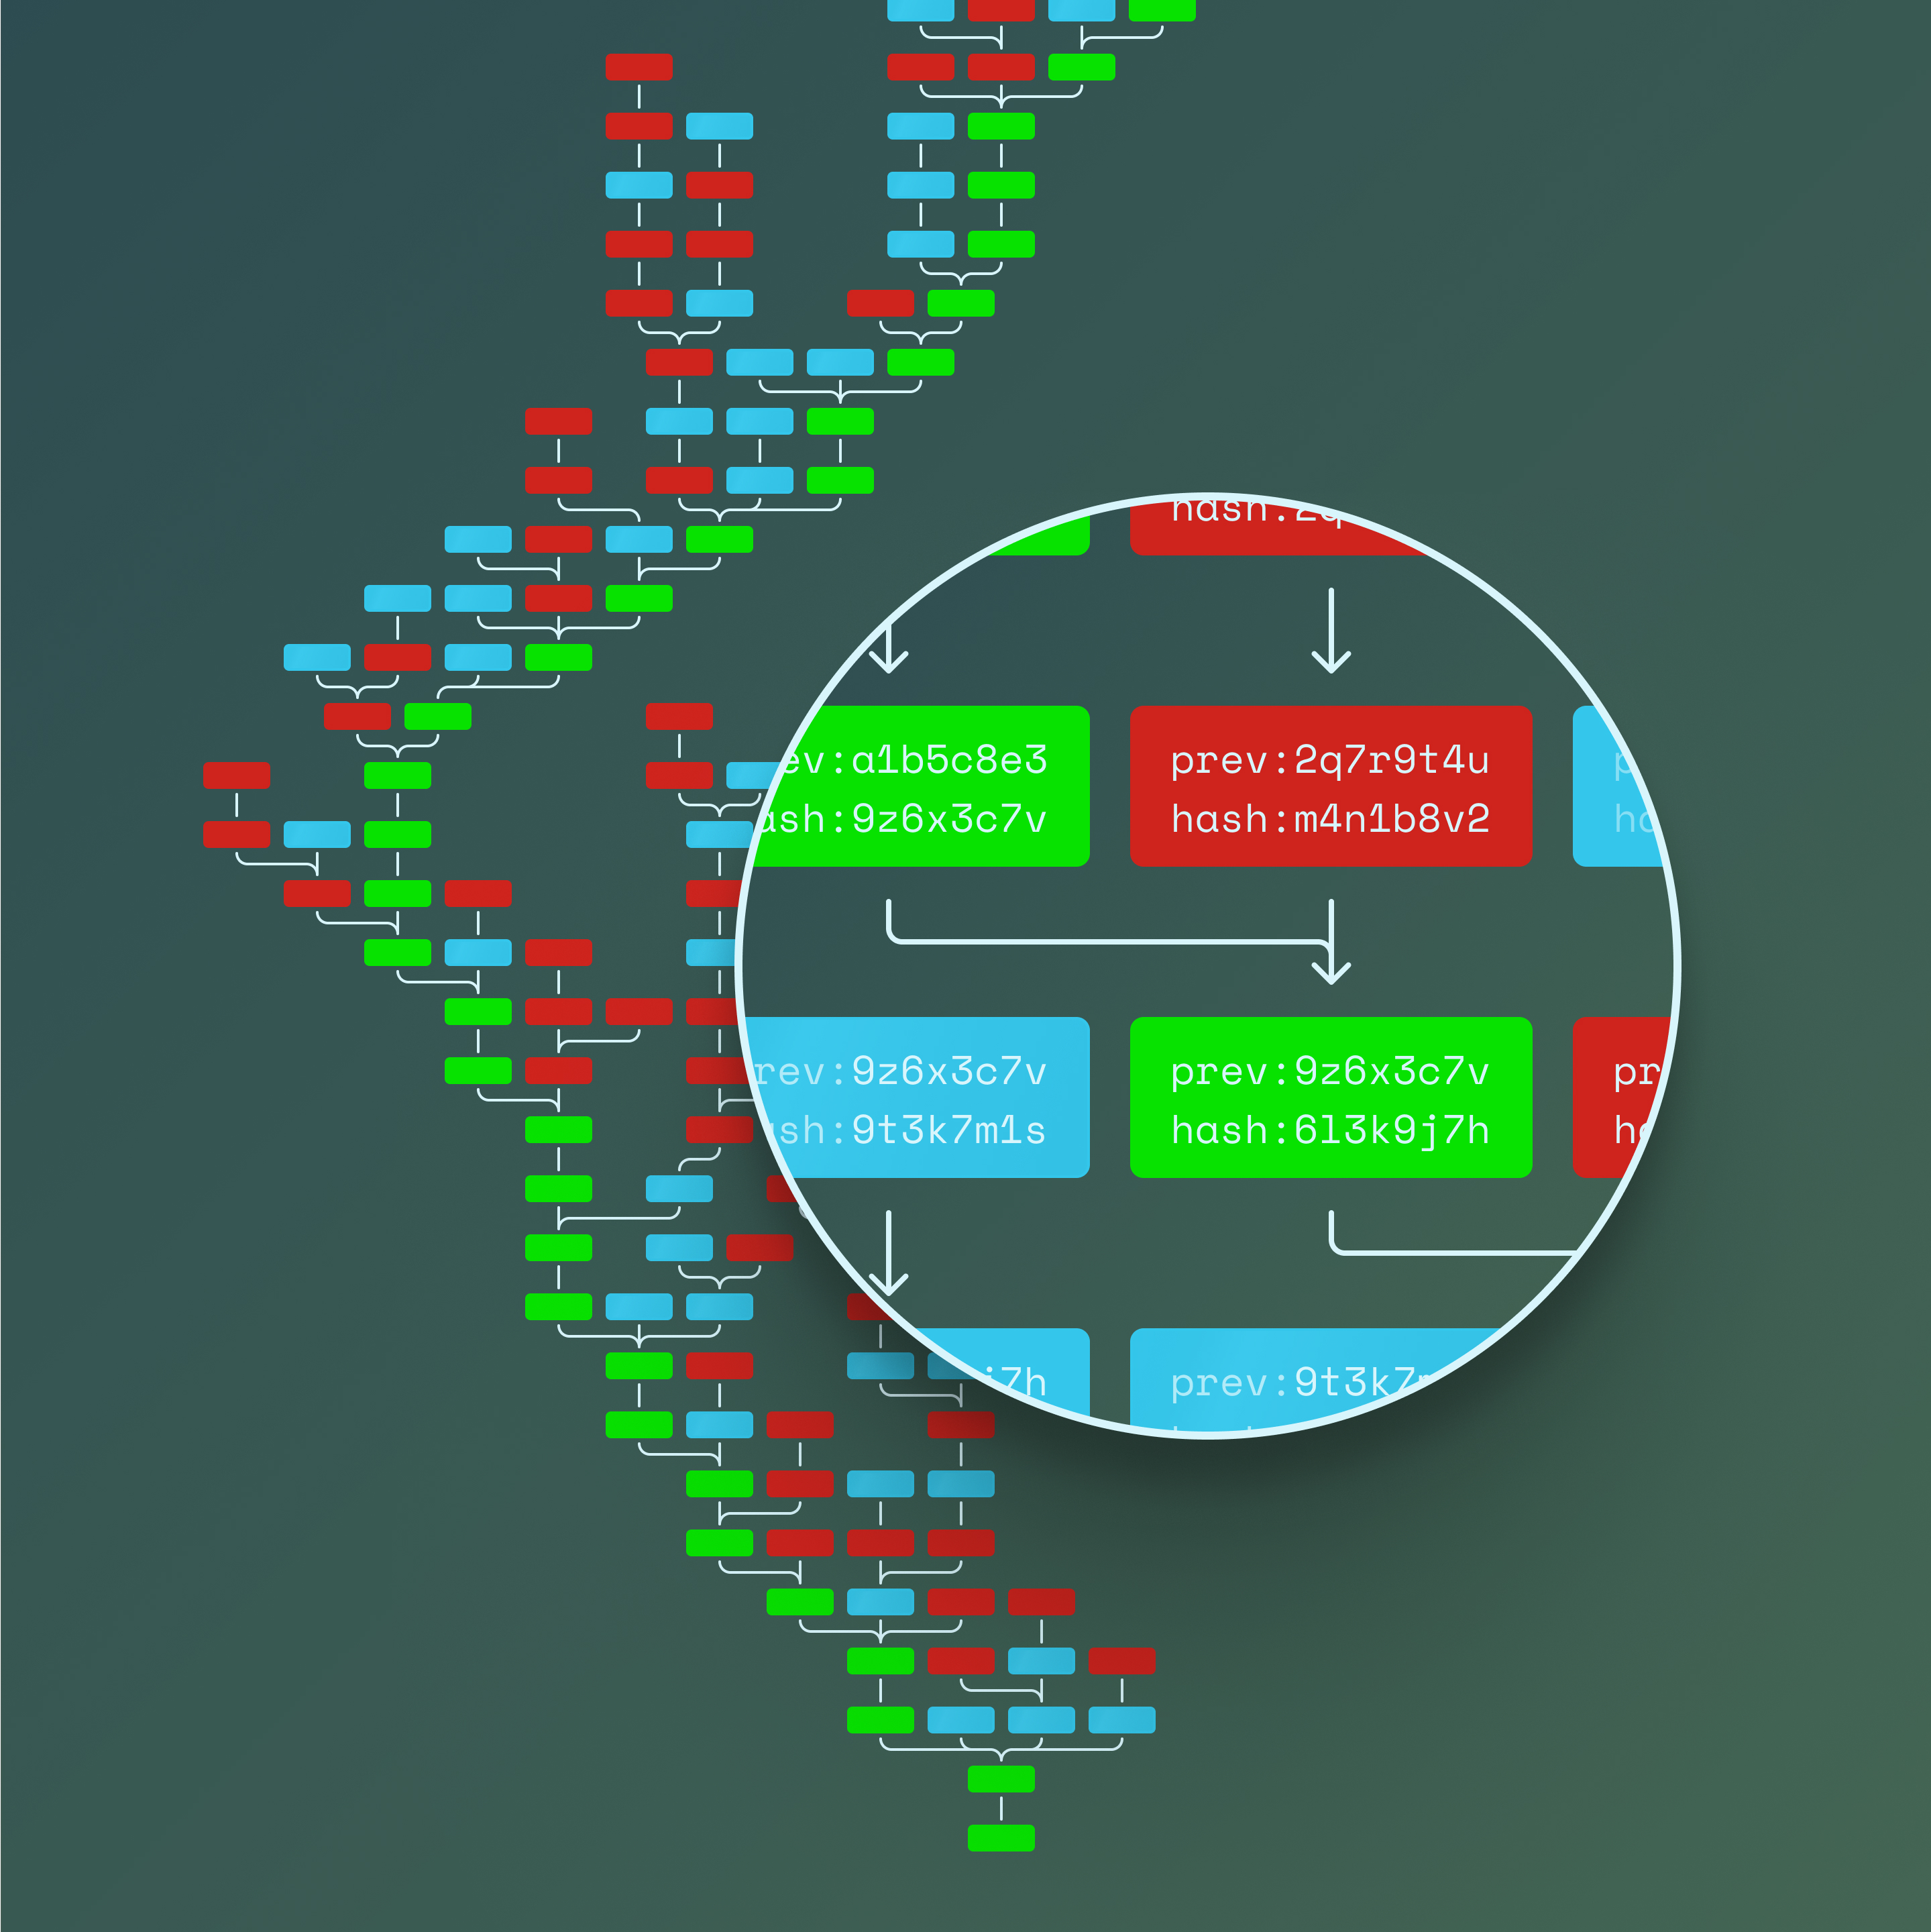 hash:2q
ev:a1b5c8e3
ash:9z6x3c7v
prev:2q7r9t4u
hash:m4n1b8v2
p
ha
rev:9z6x3c7v
ash:9t3k7m1s
prev:9z6x3c7v
hash:6l3k9j7h
pr
ha
j7h
prev:9t3k7